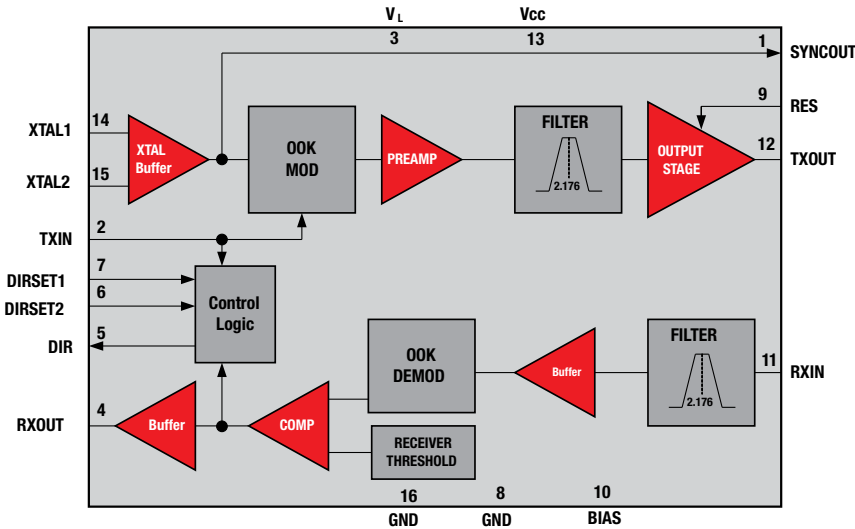 VL Vcc
3 13 1 SYNCOUT
9 RES
14 XTAL1
XTAL Buffer
OOK MOD
PREAMP
FILTER
2.176
OUTPUT STAGE
12 TXOUT
15 XTAL2
2 TXIN
7 DIRSET1
6 DIRSET2
5 DIR
Control Logic
OOK DEMOD
Buffer
FILTER
2.176
11 RXIN
4 RXOUT
Buffer
COMP
RECEIVER THRESHOLD
16 8 10
GND GND BIAS